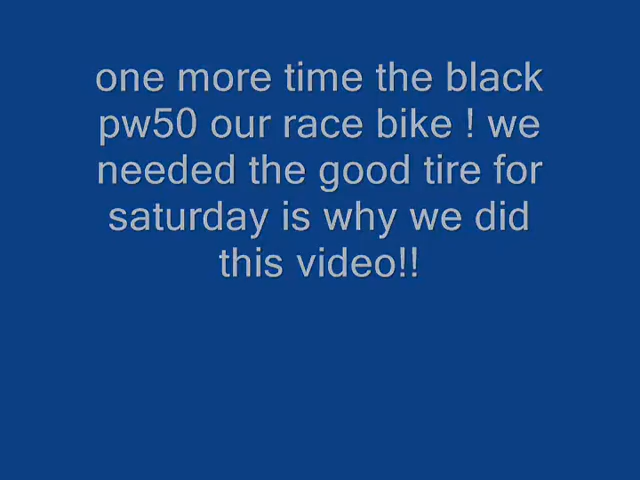 one more time the black
pw50 our race bike ! we
needed the good tire for
saturday is why we did
this video!!